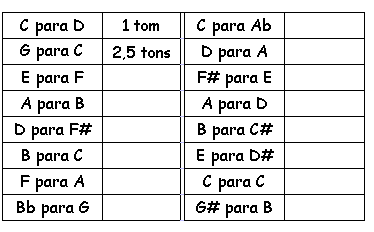 C para D 1 tom C para Ab
G para C 2,5 tons D para A
E para F F# para E
A para B A para D
D para F# B para C#
B para C E para D#
F para A C para C
Bb para G G# para B